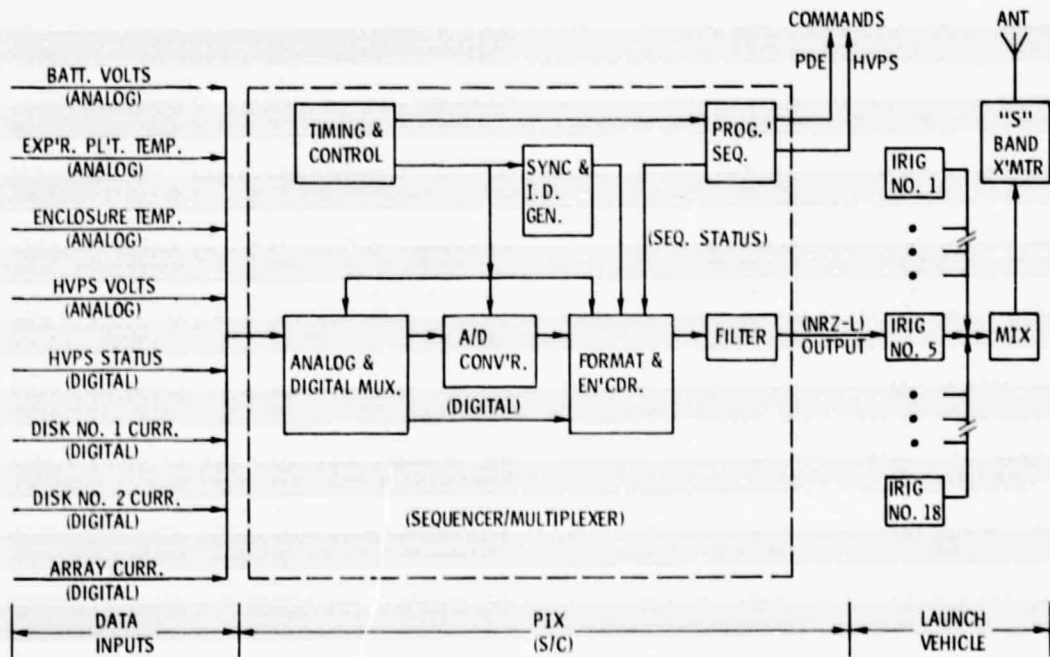 COMMANDS
ANT
PDE
HVPS
BATT. VOLTS
(ANALOG)
EXP'R. PL'T. TEMP.
(ANALOG)
ENCLOSURE TEMP.
(ANALOG)
HVPS VOLTS
(ANALOG)
HVPS STATUS
(DIGITAL)
DISK NO. 1 CURR.
(DIGITAL)
DISK NO. 2 CURR.
(DIGITAL)
ARRAY CURR.
(DIGITAL)
TIMING &
CONTROL
SYNC &
I.D.
GEN.
PROG.'
SEQ.
(SEQ. STATUS)
ANALOG &
DIGITAL MUX.
A/D
CONV'R.
(DIGITAL)
FORMAT &
EN'CDR.
FILTER
(NRZ-L)
OUTPUT
(SEQUENCER/MULTIPLEXER)
IRIG
NO. 1
"S"
BAND
X'MTR
IRIG
NO. 5
MIX
IRIG
NO. 18
DATA
INPUTS
PIX
(S/C)
LAUNCH
VEHICLE